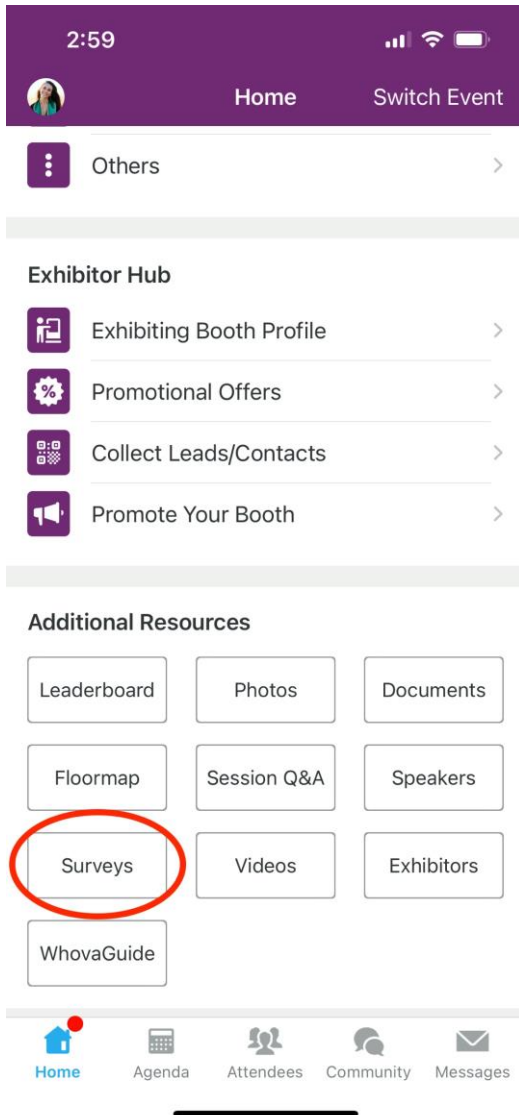 2:59
Home Switch Event
Others
Exhibitor Hub
Exhibiting Booth Profile
% Promotional Offers
Collect Leads/Contacts
Promote Your Booth
Additional Resources
Leaderboard Photos Documents
Floormap Session Q&A Speakers
Surveys Videos Exhibitors
WhovaGuide
Home Agenda Attendees Community Messages